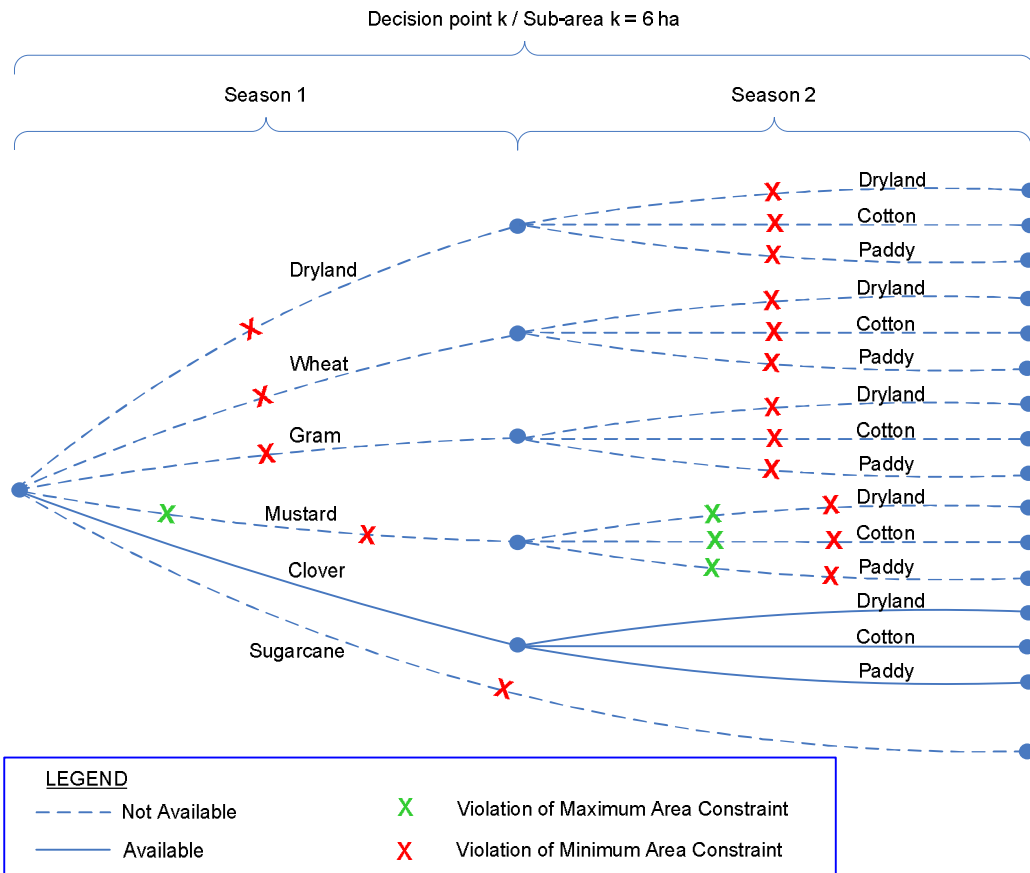 Decision point k / Sub-area k = 6 ha
Season 1
Season 2
Dryland
Cotton
Paddy
Dryland
Dryland
Cotton
Paddy
Wheat
Dryland
Cotton
Paddy
Gram
Dryland
Cotton
Paddy
Mustard
Clover
Dryland
Cotton
Paddy
Sugarcane
LEGEND
Not Available
X Violation of Maximum Area Constraint
Available
X Violation of Minimum Area Constraint